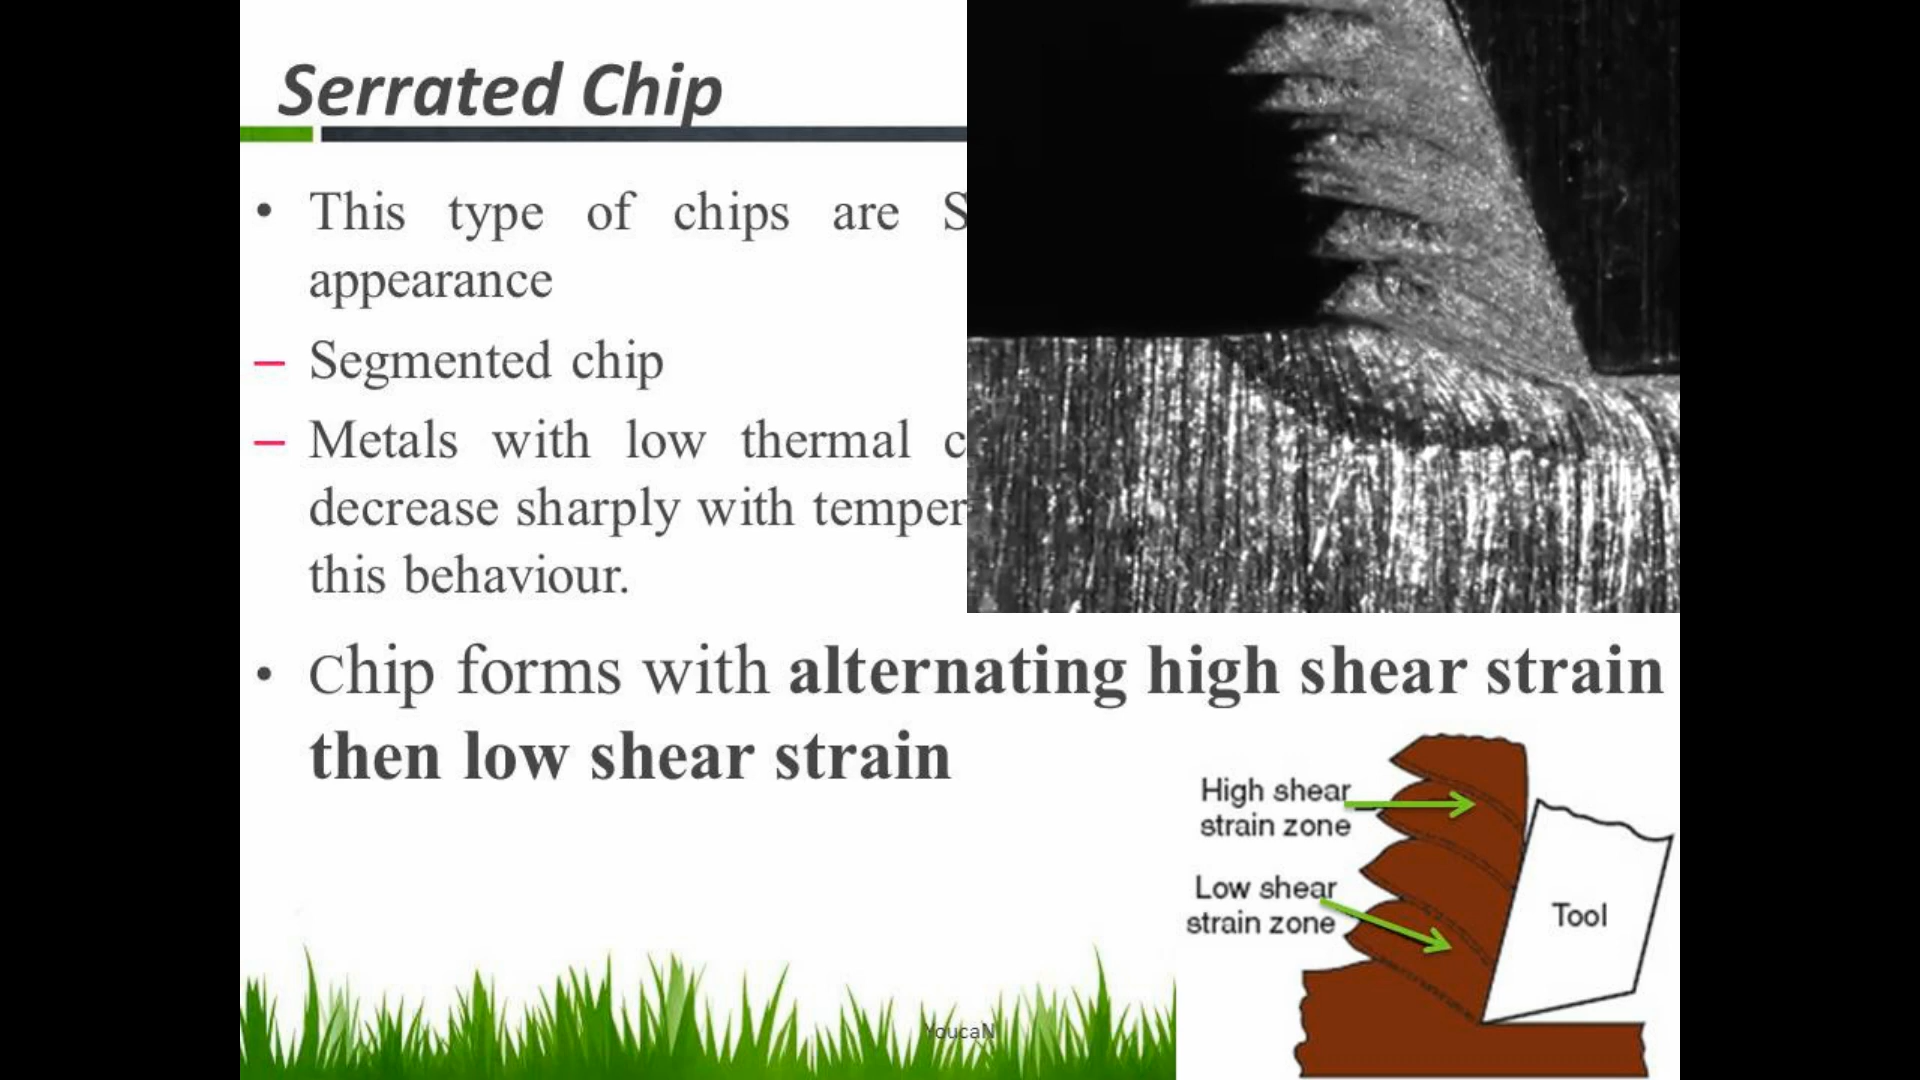 Serrated Chip
• This type of chips are S
appearance
– Segmented chip
– Metals with low thermal c
decrease sharply with temper
this behaviour.
• Chip forms with alternating high shear strain
then low shear strain
High shear
strain zone
Low shear
strain zone
Tool
YoucaN